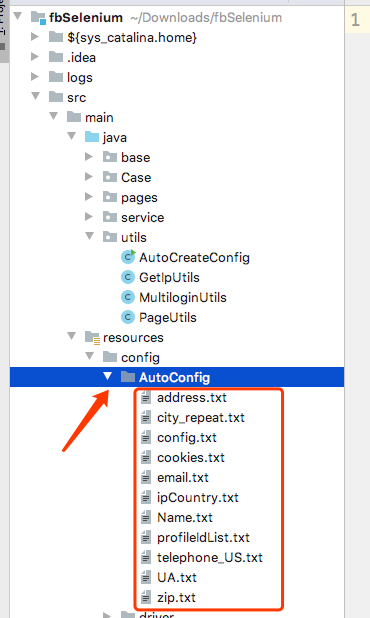 fbSelenium ~/Downloads/fbSelenium
1
${sys_catalina.home}
.idea
logs
src
main
java
base
Case
pages
service
utils
AutoCreateConfig
GetIpUtils
MultiloginUtils
PageUtils
resources
config
AutoConfig
address.txt
city_repeat.txt
config.txt
cookies.txt
email.txt
ipCountry.txt
Name.txt
profileIdList.txt
telephone_US.txt
UA.txt
zip.txt
driver